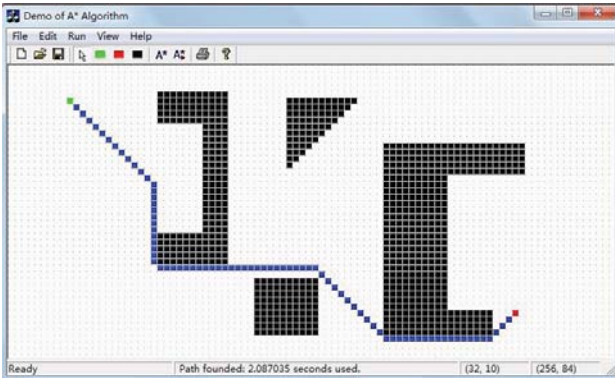 Demo of A* Algorithm
File Edit Run View Help
A* A*
Ready Path founded: 2.087035 seconds used. (32, 10) (256, 84)